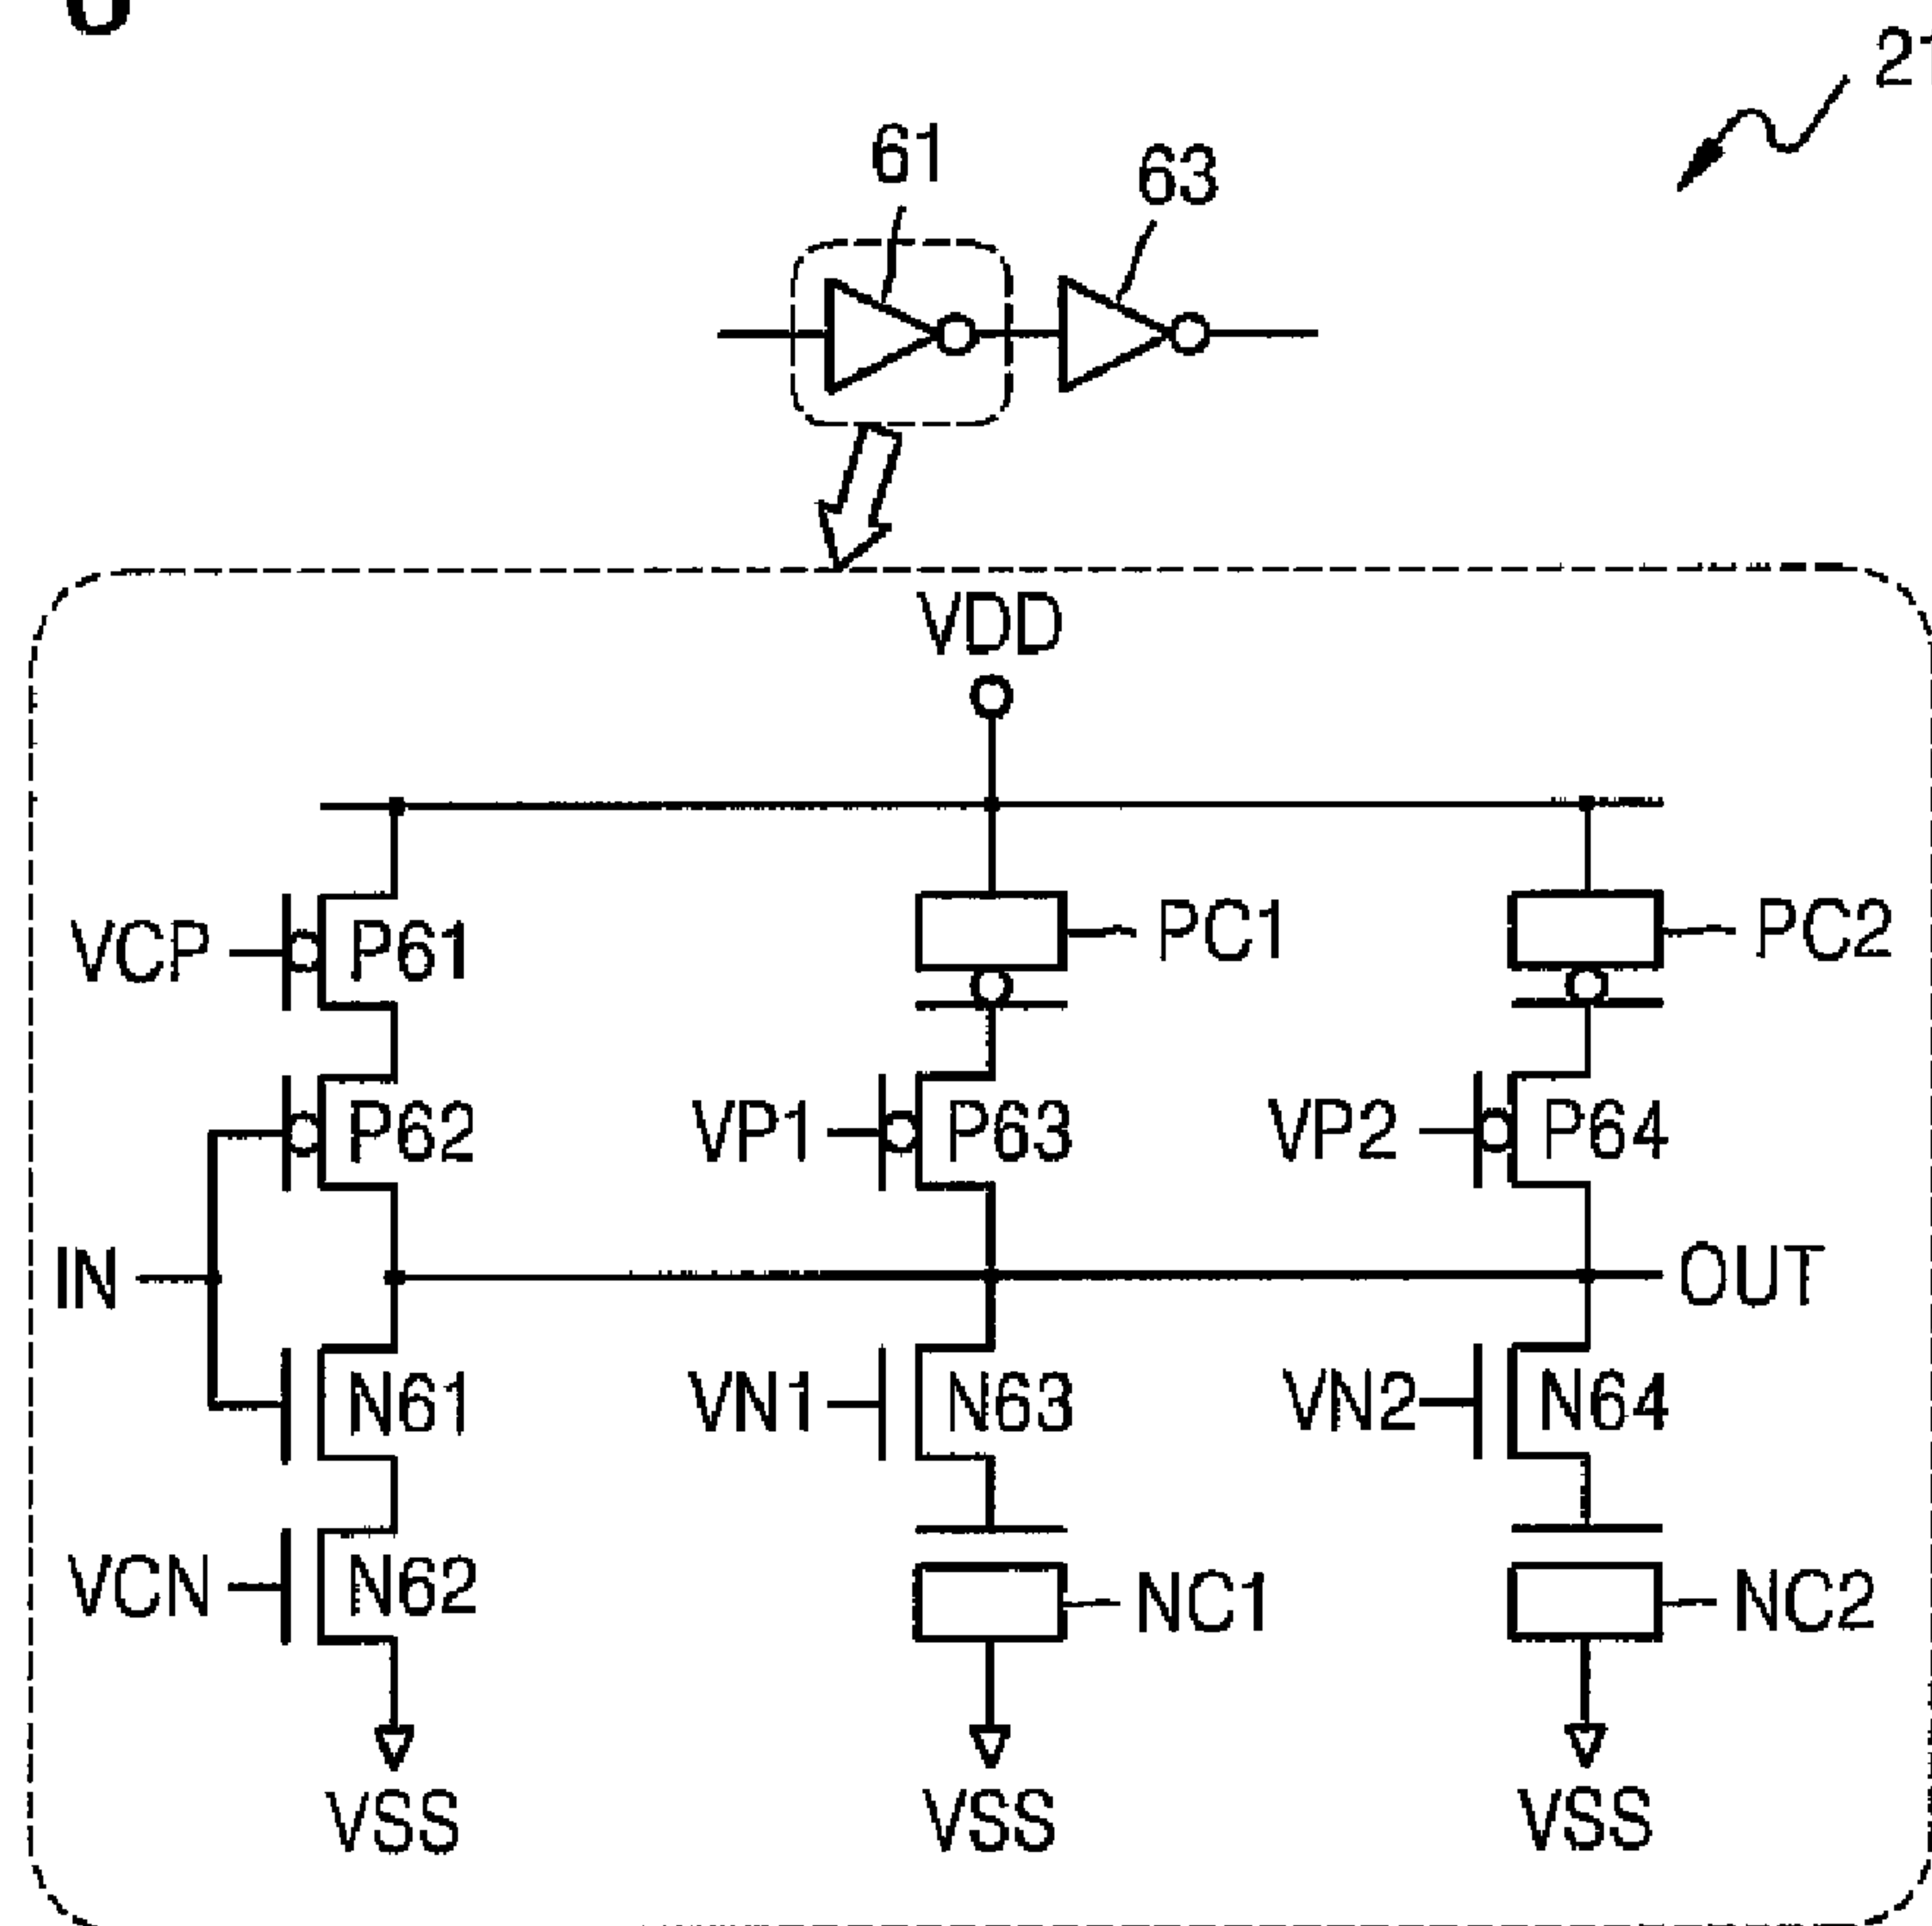 61
63
VDD
VCP P61 PC1 PC2
P62 VP1 P63 VP2 P64
IN OUT
N61 VN1 N63 VN2 N64
VCN N62 NC1 NC2
VSS VSS VSS